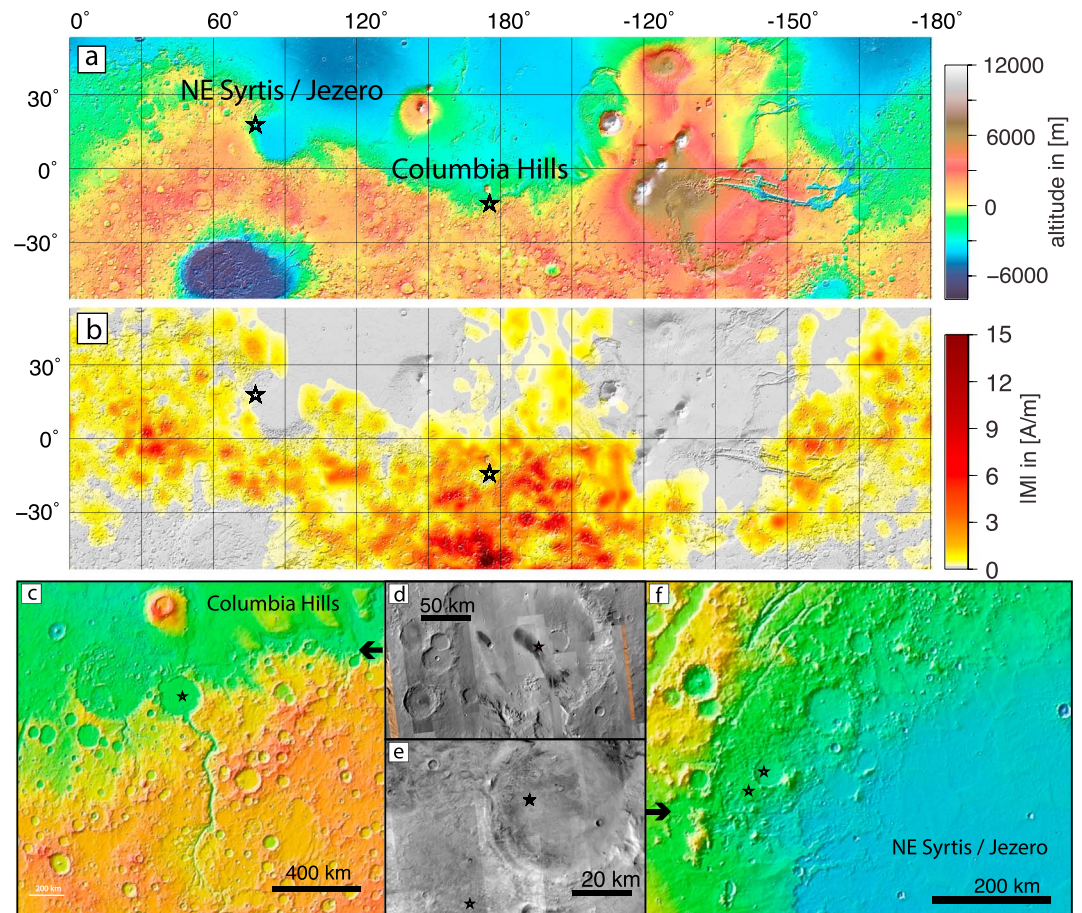 0° 60° 120° 180° -120° -150° -180°
a
NE Syrtis / Jezero
Columbia Hills
30°
0°
−30°
12000
6000
0
−6000
altitude in [m]
b
30°
0°
−30°
15
12
9
6
3
0
IMI in [A/m]
c
Columbia Hills
200 km
400 km
d
50 km
e
20 km
f
NE Syrtis / Jezero
200 km